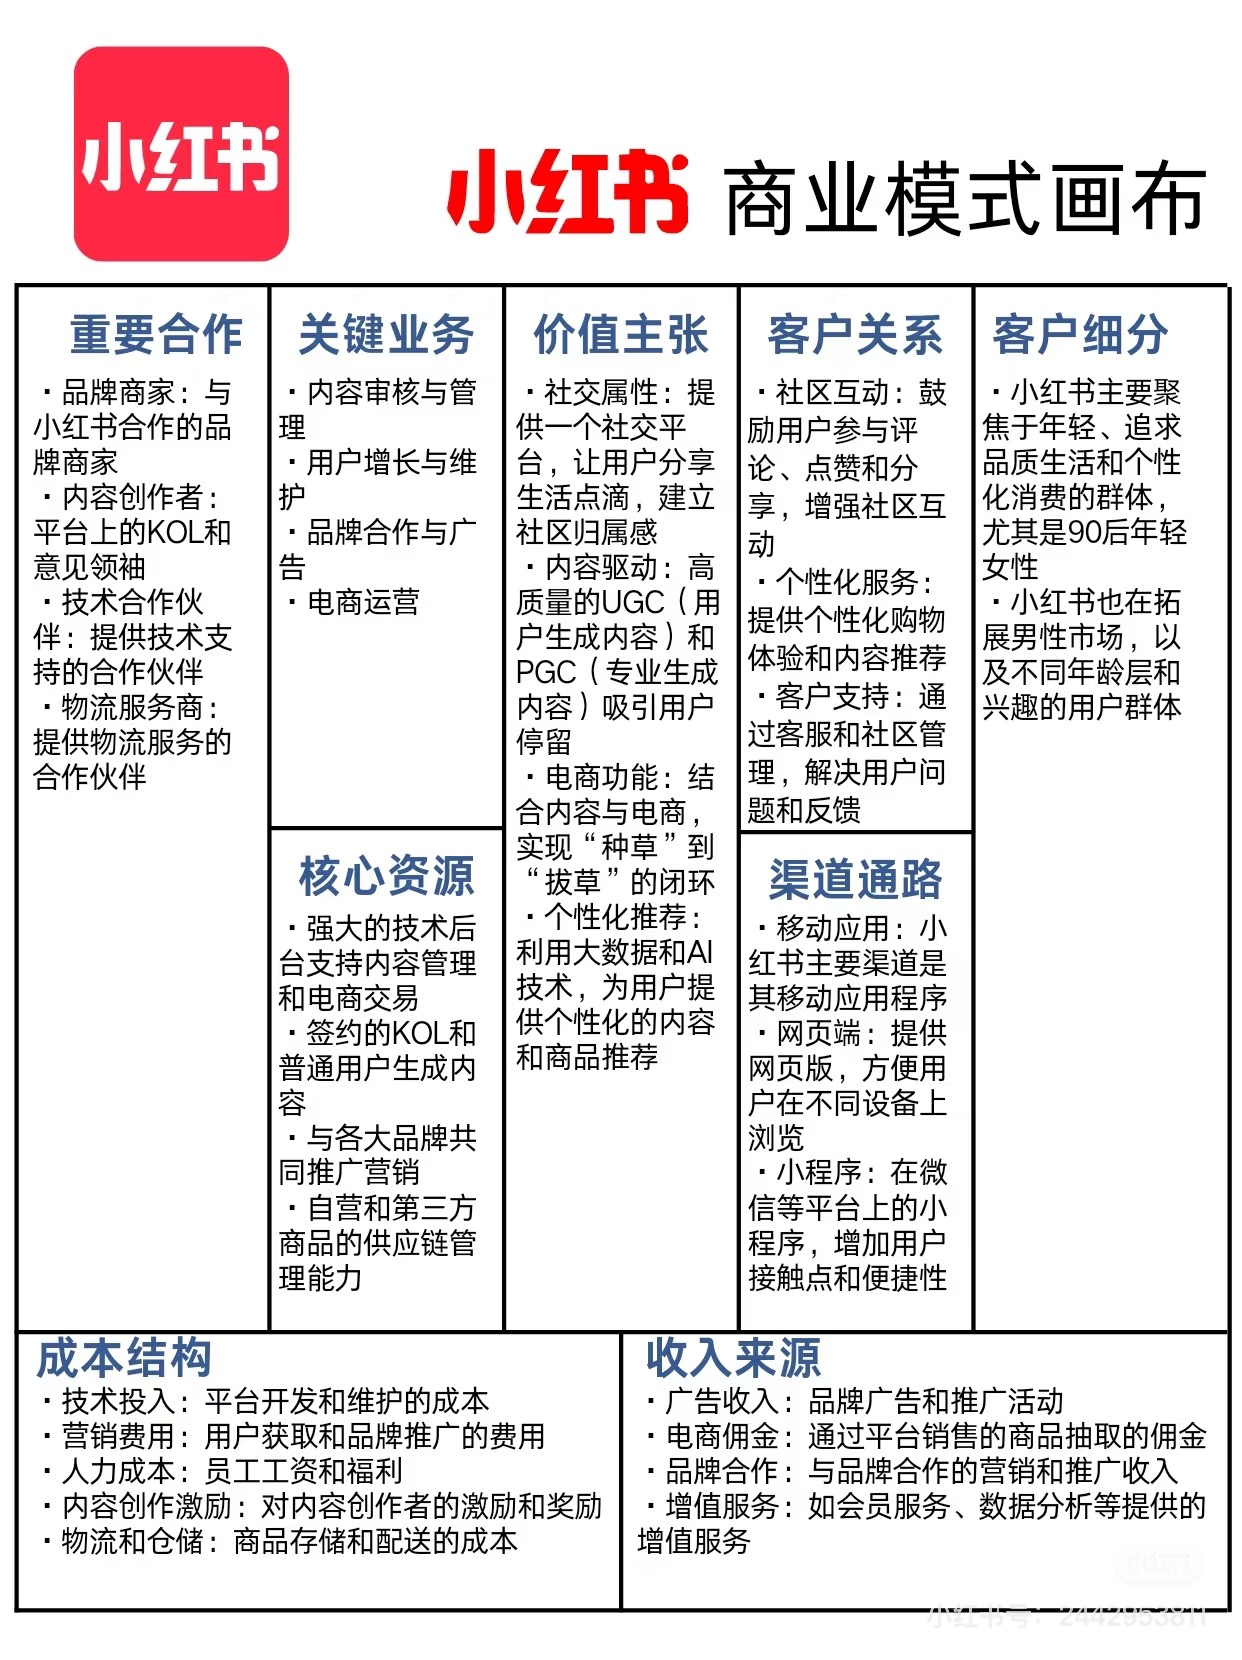 小红书
小红书 商业模式画布
重要合作
·品牌商家：与
小红书合作的品
牌商家
·内容创作者：
平台上的KOL和
意见领袖
·技术合作伙
伴：提供技术支
持的合作伙伴
·物流服务商：
提供物流服务的
合作伙伴
关键业务
·内容审核与管
理
·用户增长与维
护
·品牌合作与广
告
·电商运营
核心资源
·强大的技术后
台支持内容管理
和电商交易
·签约的KOL和
普通用户生成内
容
·与各大品牌共
同推广营销
·自营和第三方
商品的供应链管
理能力
价值主张
·社交属性：提
供一个社交平
台，让用户分享
生活点滴，建立
社区归属感
·内容驱动：高
质量的UGC（用
户生成内容）和
PGC（专业生成
内容）吸引用户
停留
·电商功能：结
合内容与电商，
实现“种草”到
“拔草”的闭环
·个性化推荐：
利用大数据和AI
技术，为用户提
供个性化的内容
和商品推荐
客户关系
·社区互动：鼓
励用户参与评
论、点赞和分
享，增强社区互
动
·个性化服务：
提供个性化购物
体验和内容推荐
·客户支持：通
过客服和社区管
理，解决用户问
题和反馈
渠道通路
·移动应用：小
红书主要渠道是
其移动应用程序
·网页端：提供
网页版，方便用
户在不同设备上
浏览
·小程序：在微
信等平台上的小
程序，增加用户
接触点和便捷性
客户细分
·小红书主要聚
焦于年轻、追求
品质生活和个性
化消费的群体，
尤其是90后年轻
女性
·小红书也在拓
展男性市场，以
及不同年龄层和
兴趣的用户群体
成本结构
·技术投入：平台开发和维护的成本
·营销费用：用户获取和品牌推广的费用
·人力成本：员工工资和福利
·内容创作激励：对内容创作者的激励和奖励
·物流和仓储：商品存储和配送的成本
收入来源
·广告收入：品牌广告和推广活动
·电商佣金：通过平台销售的商品抽取的佣金
·品牌合作：与品牌合作的营销和推广收入
·增值服务：如会员服务、数据分析等提供的
增值服务
小红书
小红书号：2442953811